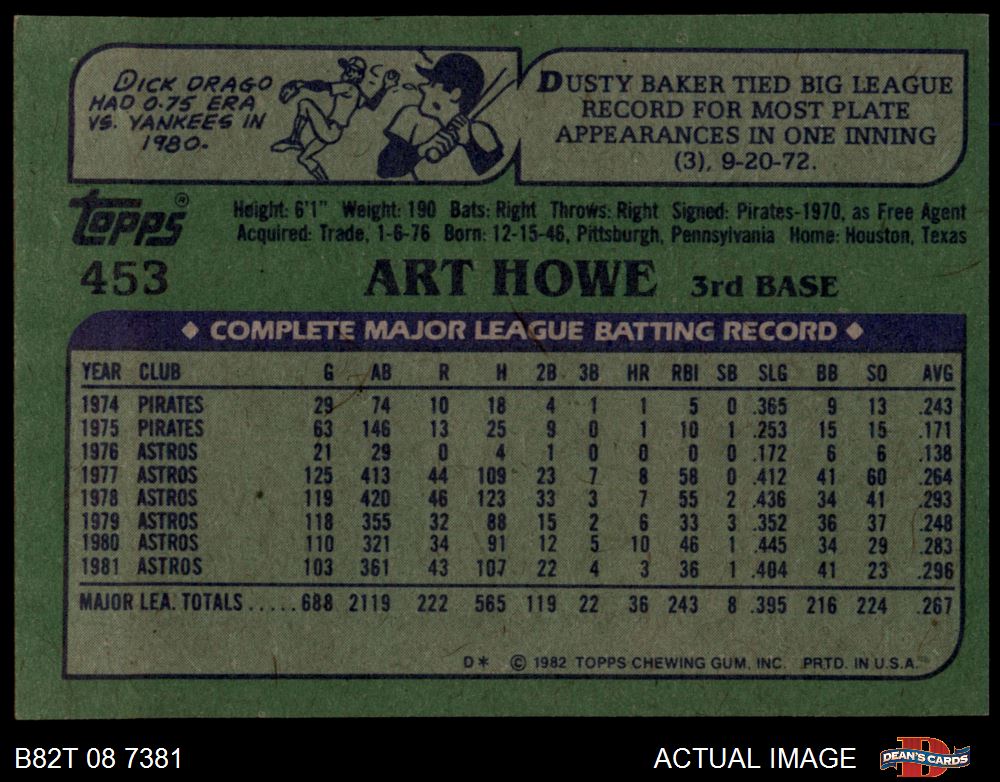 DICK DRAGO
HAD 0.75 ERA
VS. YANKEES IN
1980.
DUSTY BAKER TIED BIG LEAGUE
RECORD FOR MOST PLATE
APPEARANCES IN ONE INNING
(3), 9-20-72.
TOPPS®
Height: 6'1" Weight: 190 Bats: Right Throws: Right Signed: Pirates-1970, as Free Agent
Acquired: Trade, 1-6-76 Born: 12-15-46, Pittsburgh, Pennsylvania Home: Houston, Texas
453 ART HOWE 3rd BASE
◆ COMPLETE MAJOR LEAGUE BATTING RECORD ◆
YEAR CLUB G AB R H 2B 3B HR RBI SB SLG BB SO AVG
1974 PIRATES 29 74 10 18 4 1 1 5 0 .365 9 13 .243
1975 PIRATES 63 146 13 25 9 0 1 10 1 .253 15 15 .171
1976 ASTROS 21 29 0 4 1 0 0 0 0 .172 6 6 .138
1977 ASTROS 125 413 44 109 23 7 8 58 0 .412 41 60 .264
1978 ASTROS 119 420 46 123 33 3 7 55 2 .436 34 41 .293
1979 ASTROS 118 355 32 88 15 2 6 33 3 .352 36 37 .248
1980 ASTROS 110 321 34 91 12 5 10 46 1 .445 34 29 .283
1981 ASTROS 103 361 43 107 22 4 3 36 1 .404 41 23 .296
MAJOR LEA. TOTALS.....688 2119 222 565 119 22 36 243 8 .395 216 224 .267
D* © 1982 TOPPS CHEWING GUM, INC. PRTD. IN U.S.A.
B82T 08 7381 ACTUAL IMAGE DEAN'S CARDS